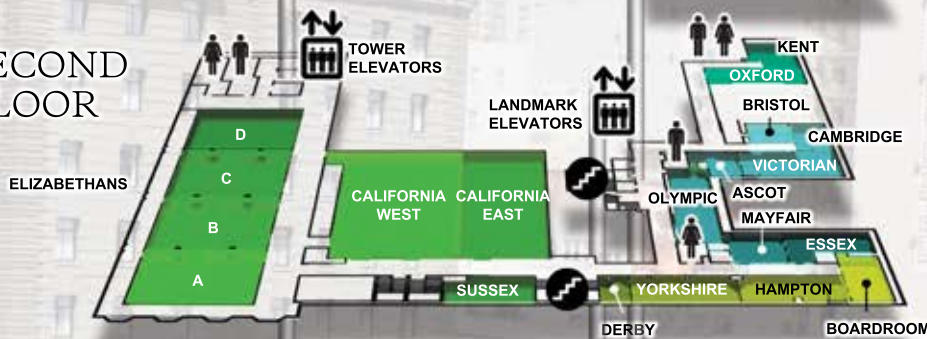 ECOND
LOOR
TOWER
ELEVATORS
KENT
OXFORD
BRISTOL
LANDMARK
ELEVATORS
CAMBRIDGE
D
VICTORIAN
C
ELIZABETHANS
CALIFORNIA
WEST
CALIFORNIA
EAST
OLYMPIC
ASCOT
MAYFAIR
B
ESSEX
A
SUSSEX
YORKSHIRE
HAMPTON
DERBY
BOARDROOM